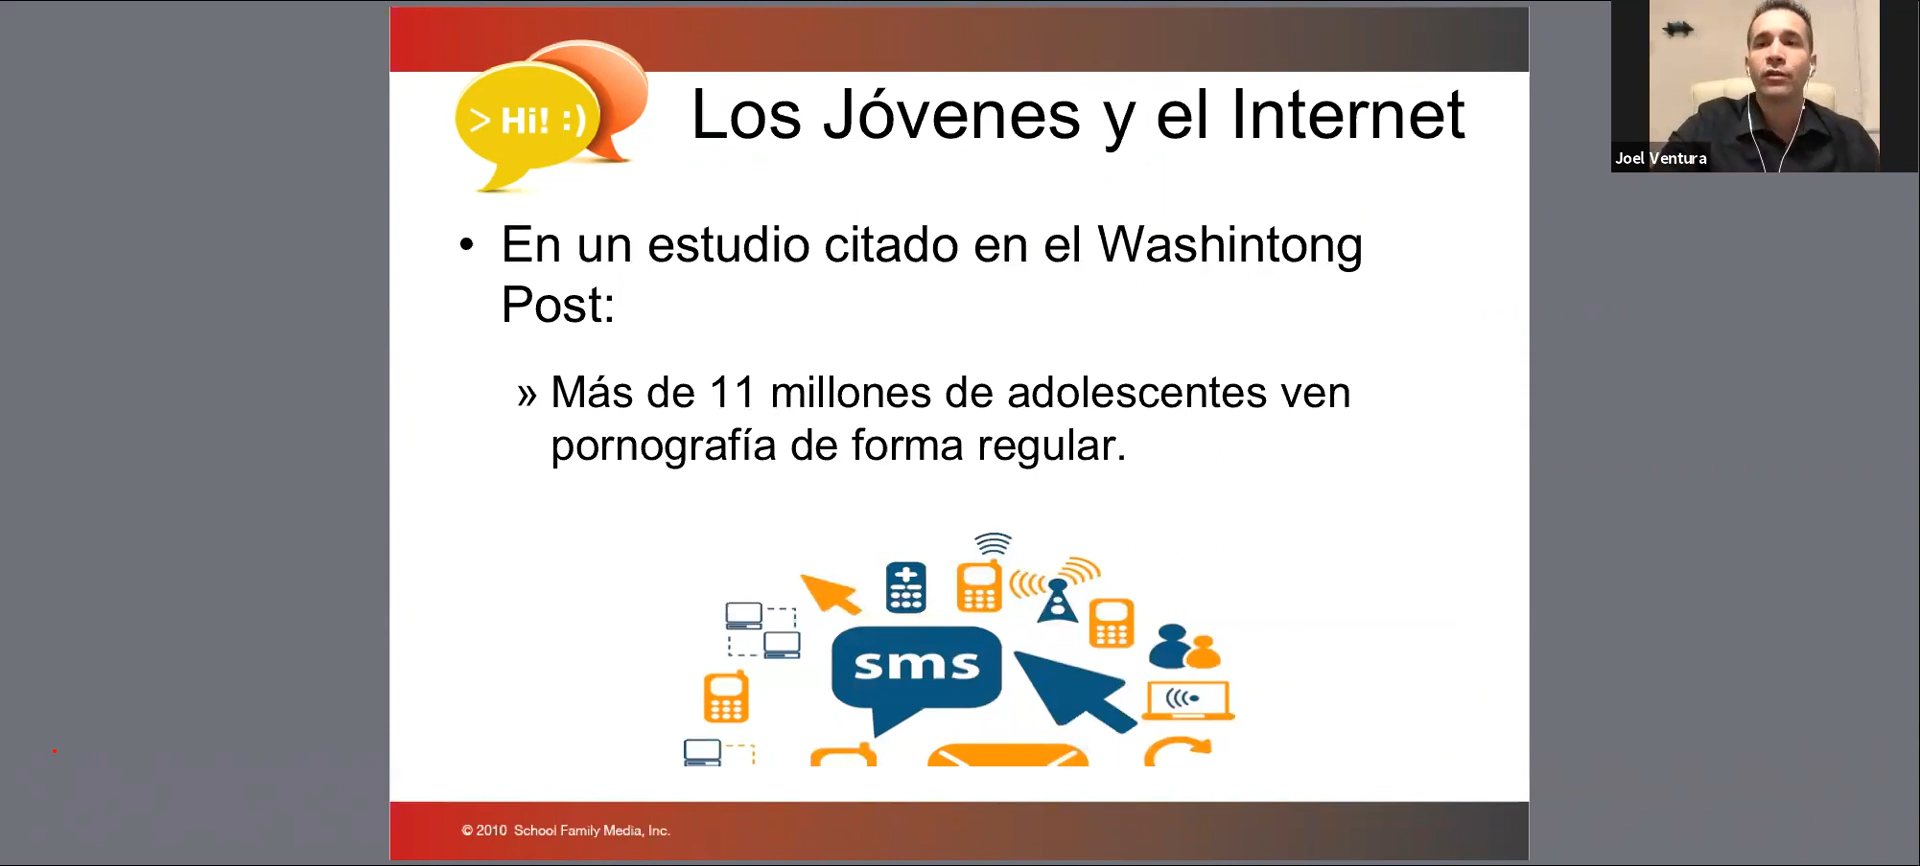 > Hi! :)
Los Jóvenes y el Internet
Joel Ventura
• En un estudio citado en el Washintong
Post:
» Más de 11 millones de adolescentes ven
pornografía de forma regular.
sms
© 2010 School Family Media, Inc.